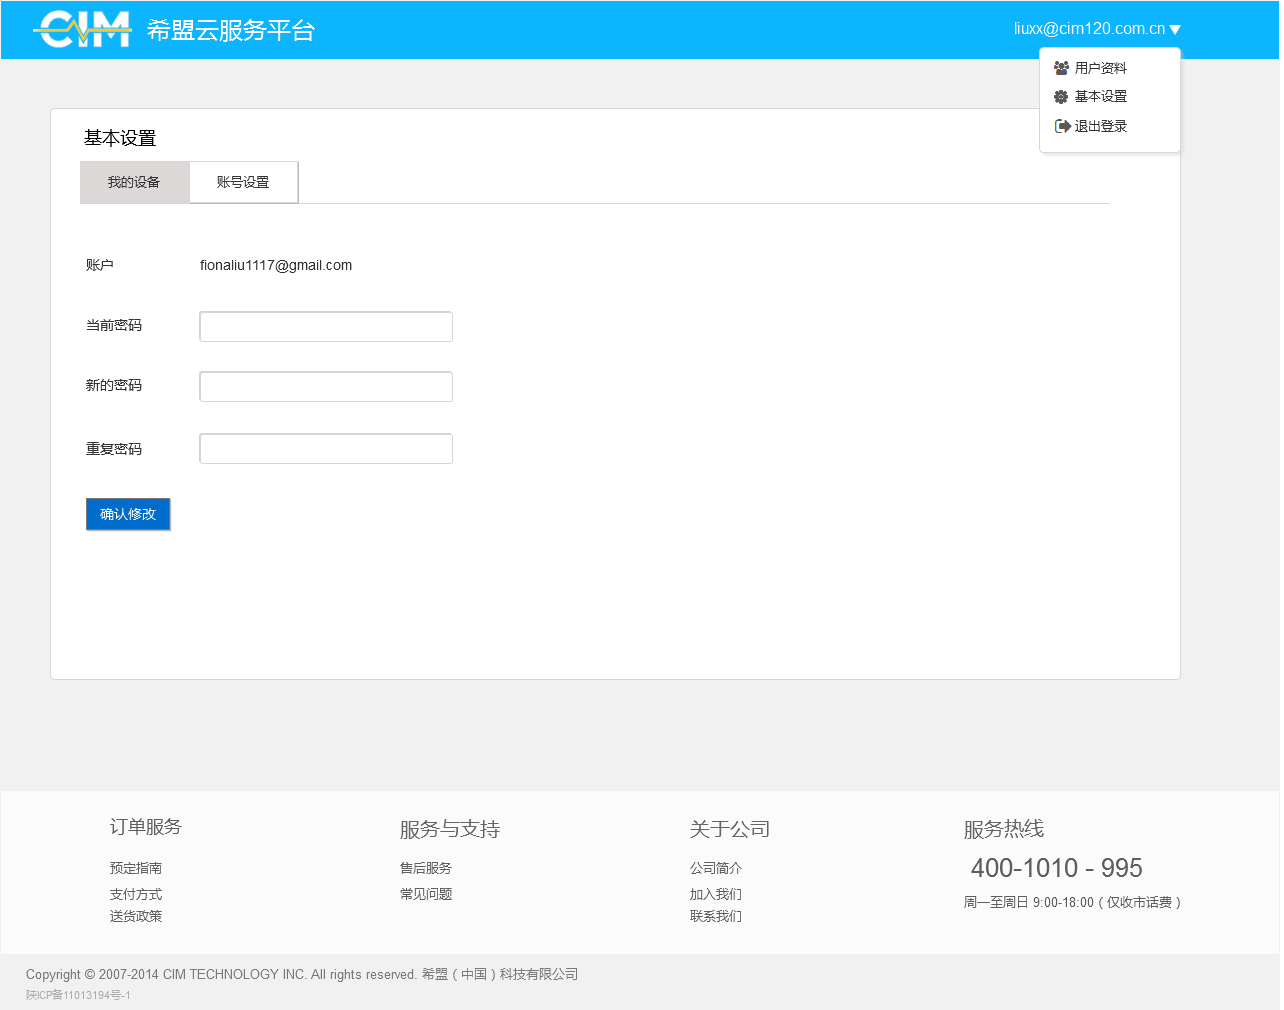 CIM 希盟云服务平台
liuxx@cim120.com.cn
用户资料
基本设置
退出登录
基本设置
我的设备 账号设置
账户 fionaliu1117@gmail.com
当前密码
新的密码
重复密码
确认修改
订单服务
预定指南
支付方式
送货政策
服务与支持
售后服务
常见问题
关于公司
公司简介
加入我们
联系我们
服务热线
400-1010 - 995
周一至周日 9:00-18:00 ( 仅收市话费 )
Copyright © 2007-2014 CIM TECHNOLOGY INC. All rights reserved. 希盟 ( 中国 ) 科技有限公司
陕ICP备11013194号-1